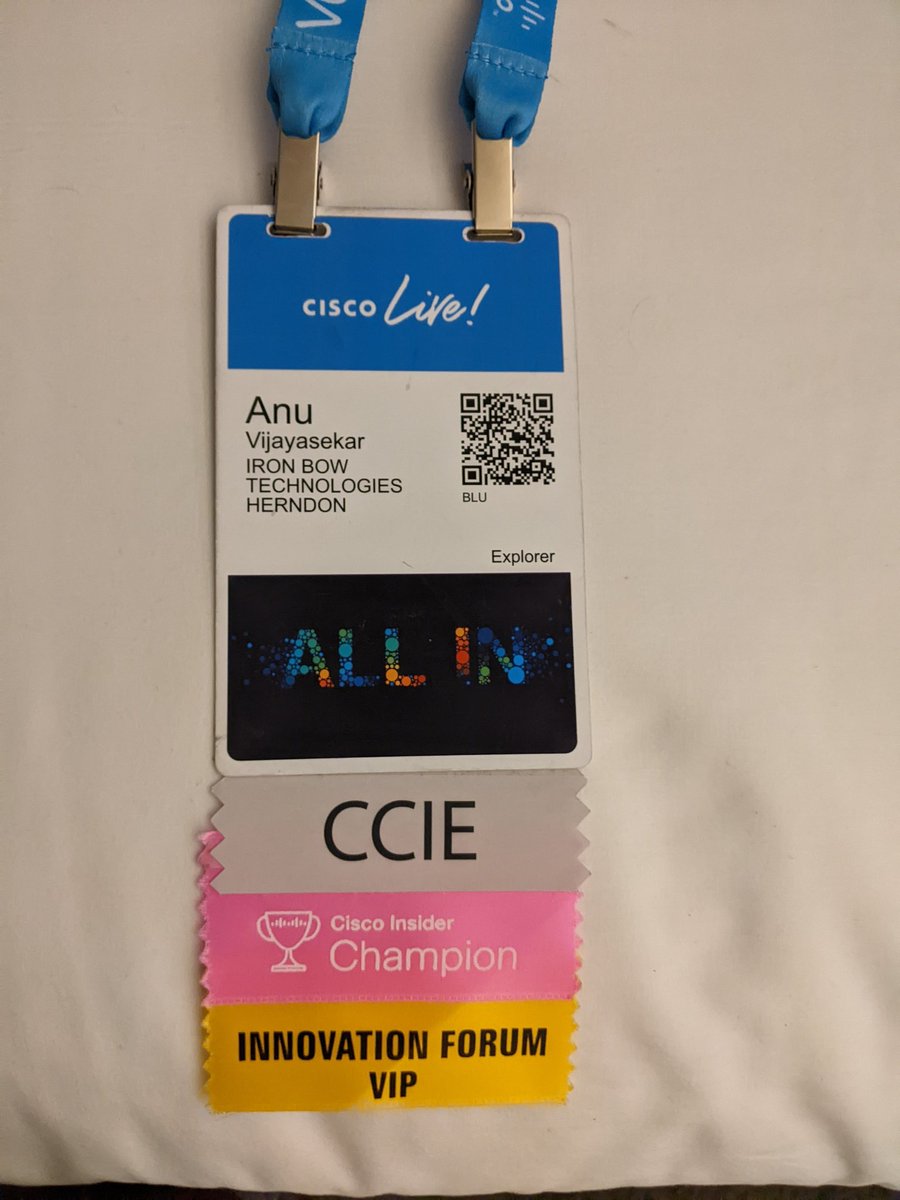 CISCO Live!
Anu
Vijayasekar
IRON BOW
TECHNOLOGIES
HERNDON
BLU
Explorer
ALL IN
CCIE
Cisco Insider
Champion
INNOVATION FORUM
VIP